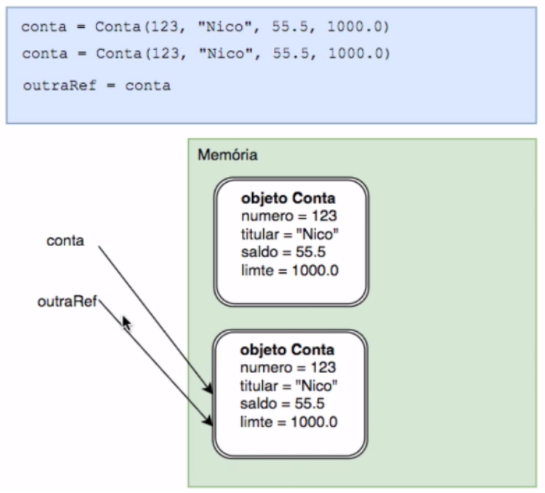 conta = Conta(123, "Nico", 55.5, 1000.0)
conta = Conta(123, "Nico", 55.5, 1000.0)
outraRef = conta
Memória
objeto Conta
numero = 123
titular = "Nico"
saldo = 55.5
limte = 1000.0
conta
outraRef
objeto Conta
numero = 123
titular = "Nico"
saldo = 55.5
limte = 1000.0